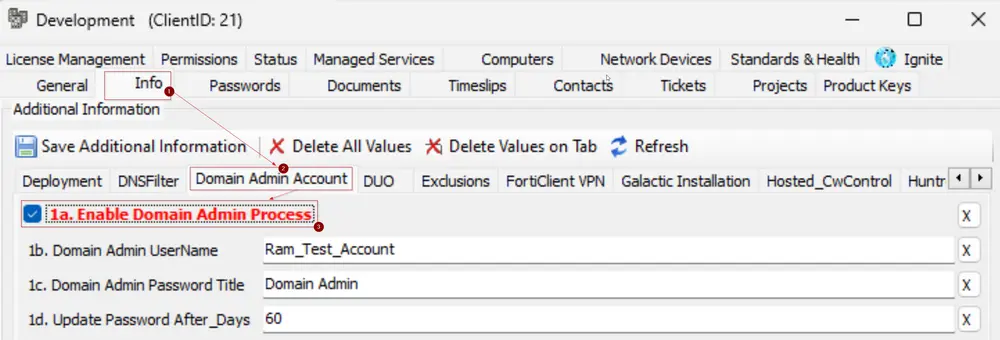 Development (ClientID: 21)
License Management Permissions Status Managed Services Computers Network Devices Standards & Health Ignite
General Info Passwords Documents Timeslips Contacts Tickets Projects Product Keys
1
Additional Information
Save Additional Information Delete All Values Delete Values on Tab Refresh
2
Deployment DNSFilter Domain Admin Account DUO Exclusions FortiClient VPN Galactic Installation Hosted_CwControl Huntr
1a. Enable Domain Admin Process X
3
1b. Domain Admin UserName Ram_Test_Account X
1c. Domain Admin Password Title Domain Admin X
1d. Update Password After_Days 60 X